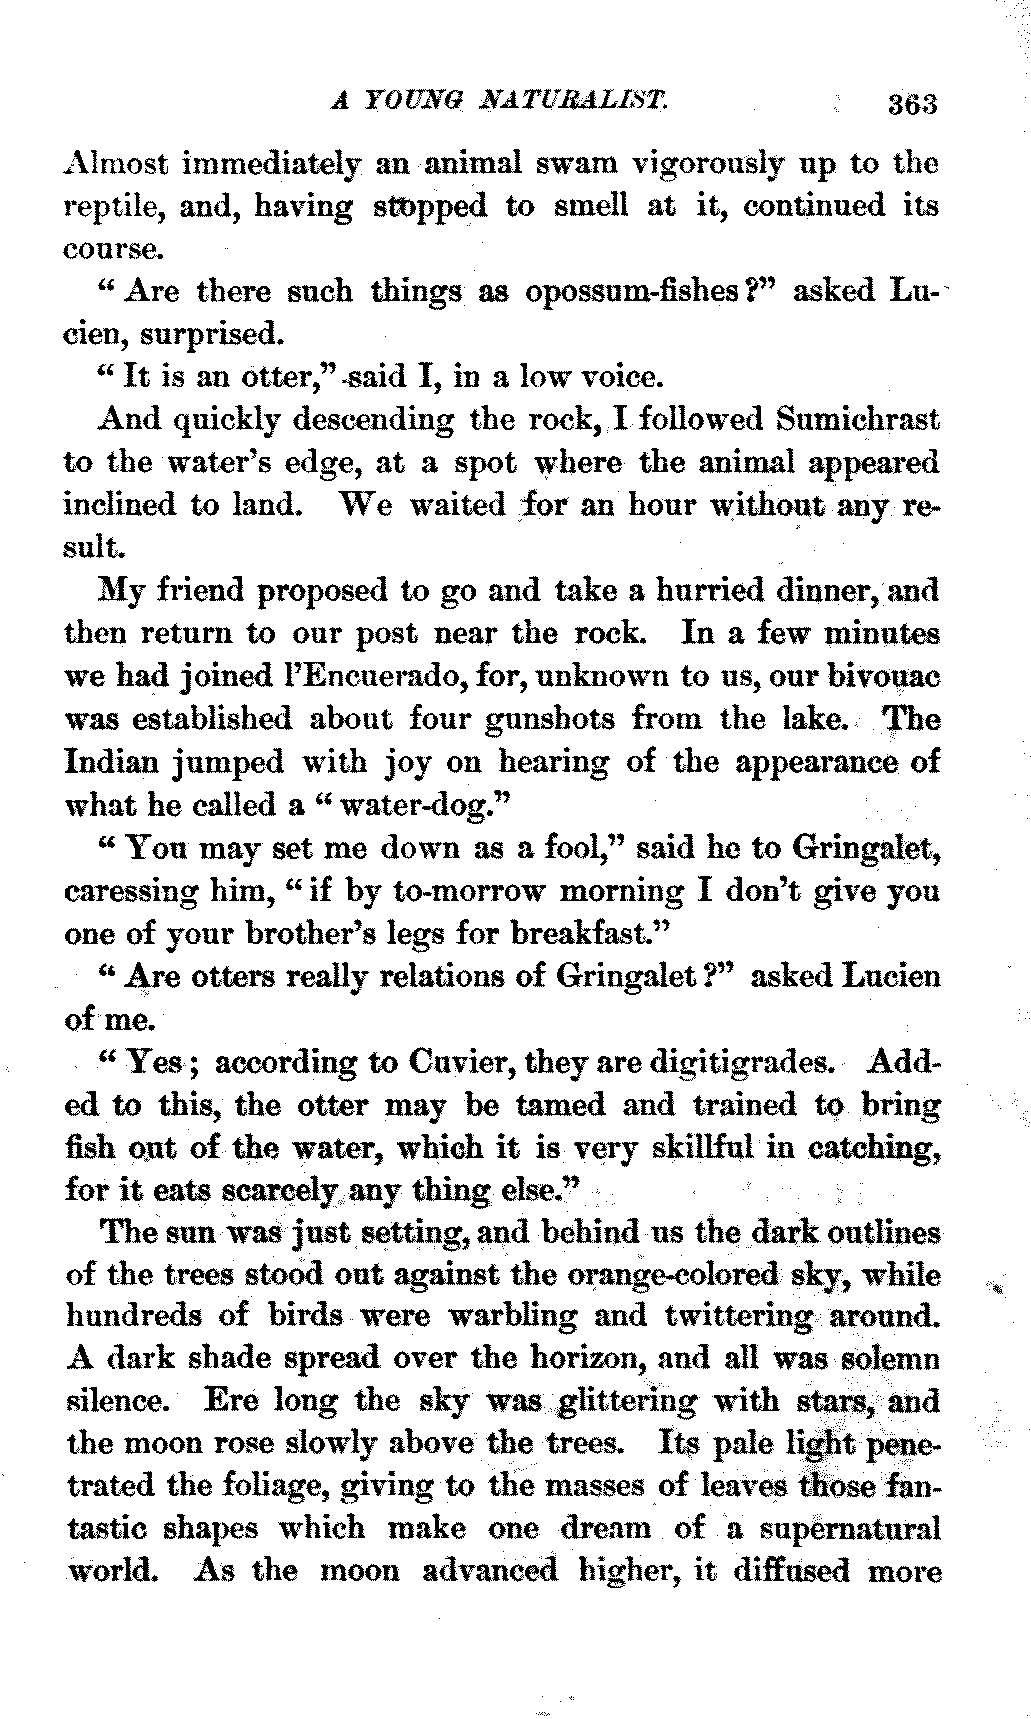 A YOUNG NATURALIST. 363
Almost immediately an animal swam vigorously up to the
reptile, and, having stopped to smell at it, continued its
course.
“ Are there such things as opossum-fishes?” asked Lu-
cien, surprised.
“ It is an otter,” said I, in a low voice.
And quickly descending the rock, I followed Sumichrast
to the water’s edge, at a spot where the animal appeared
inclined to land. We waited for an hour without any re-
sult.
My friend proposed to go and take a hurried dinner, and
then return to our post near the rock. In a few minutes
we had joined l’Encuerado, for, unknown to us, our bivouac
was established about four gunshots from the lake. The
Indian jumped with joy on hearing of the appearance of
what he called a “ water-dog.”
“ You may set me down as a fool,” said he to Gringalet,
caressing him, “ if by to-morrow morning I don’t give you
one of your brother’s legs for breakfast.”
“ Are otters really relations of Gringalet ?” asked Lucien
of me.
“ Yes ; according to Cuvier, they are digitigrades. Add-
ed to this, the otter may be tamed and trained to bring
fish out of the water, which it is very skillful in catching,
for it eats scarcely any thing else.”
The sun was just setting, and behind us the dark outlines
of the trees stood out against the orange-colored sky, while
hundreds of birds were warbling and twittering around.
A dark shade spread over the horizon, and all was solemn
silence. Ere long the sky was glittering with stars, and
the moon rose slowly above the trees. Its pale light pene-
trated the foliage, giving to the masses of leaves those fan-
tastic shapes which make one dream of a supernatural
world. As the moon advanced higher, it diffused more